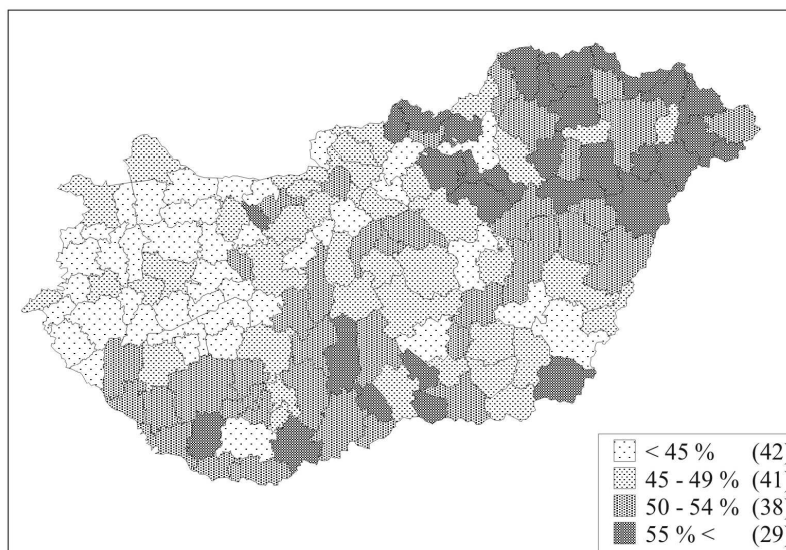 < 45 % (42)
45 - 49 % (41)
50 - 54 % (38)
55 % < (29)